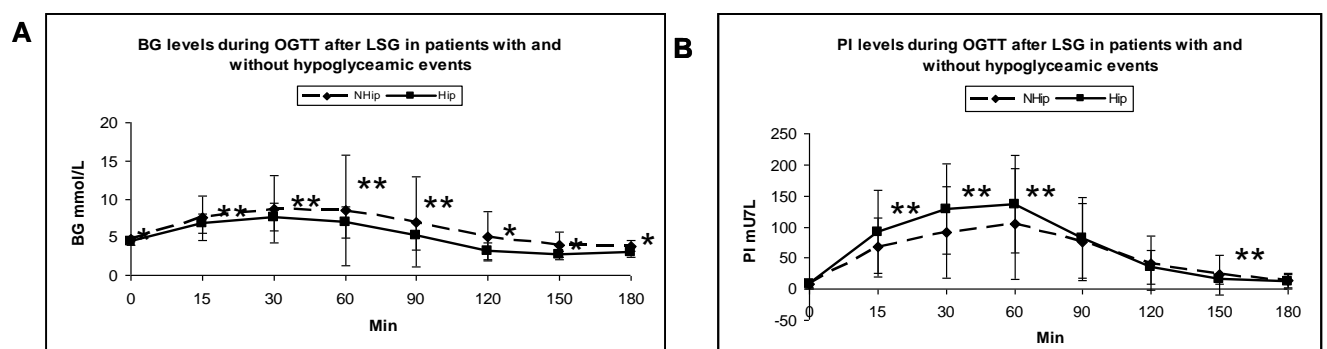 A
BG levels during OGTT after LSG in patients with and
without hypoglyceamic events
NHip Hip
BG mmol/L
20
15
10
5
0
* ** ** ** ** * * *
0 15 30 60 90 120 150 180
Min
B
PI levels during OGTT after LSG in patients with and
without hypoglyceamic events
NHip Hip
PI mU7L
250
200
150
100
50
0
-50
** ** ** **
0 15 30 60 90 120 150 180
Min